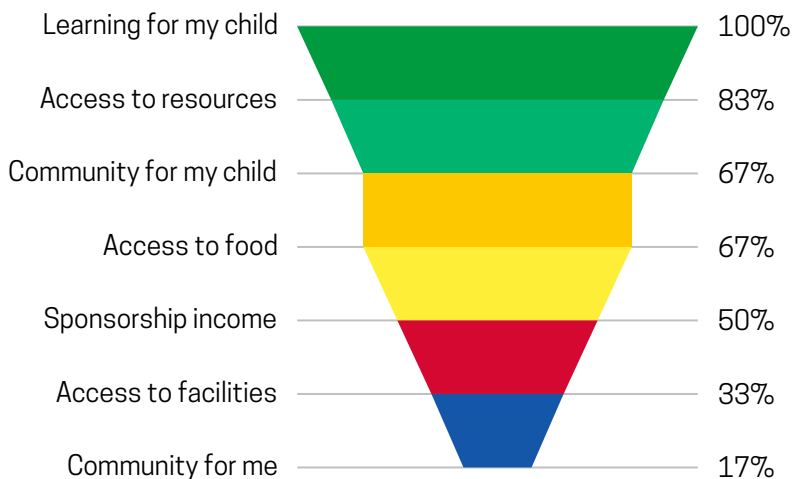 Learning for my child 100%
Access to resources 83%
Community for my child 67%
Access to food 67%
Sponsorship income 50%
Access to facilities 33%
Community for me 17%